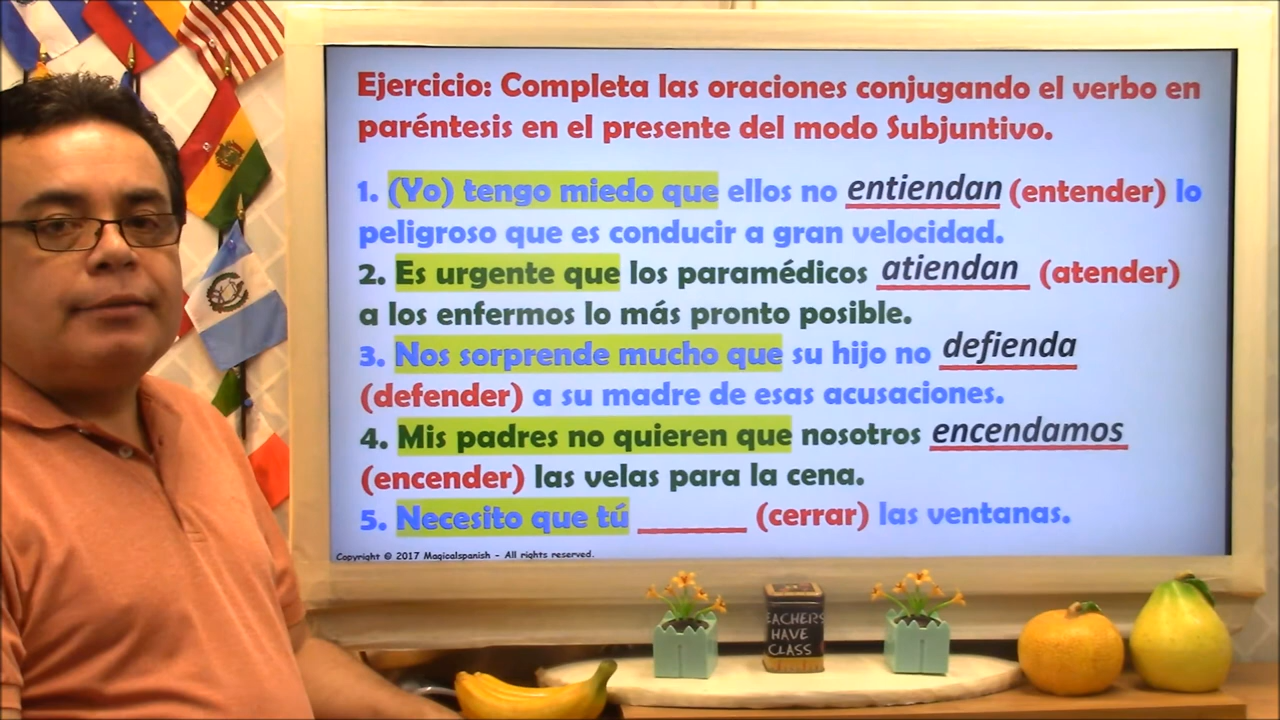 Ejercicio: Completa las oraciones conjugando el verbo en
paréntesis en el presente del modo Subjuntivo.
1. (Yo) tengo miedo que ellos no entiendan (entender) lo
peligroso que es conducir a gran velocidad.
2. Es urgente que los paramédicos atiendan (atender)
a los enfermos lo más pronto posible.
3. Nos sorprende mucho que su hijo no defienda
(defender) a su madre de esas acusaciones.
4. Mis padres no quieren que nosotros encendamos
(encender) las velas para la cena.
5. Necesito que tú ________ (cerrar) las ventanas.
Copyright © 2017 Magicalspanish - All rights reserved.
EACHERS
HAVE
CLASS